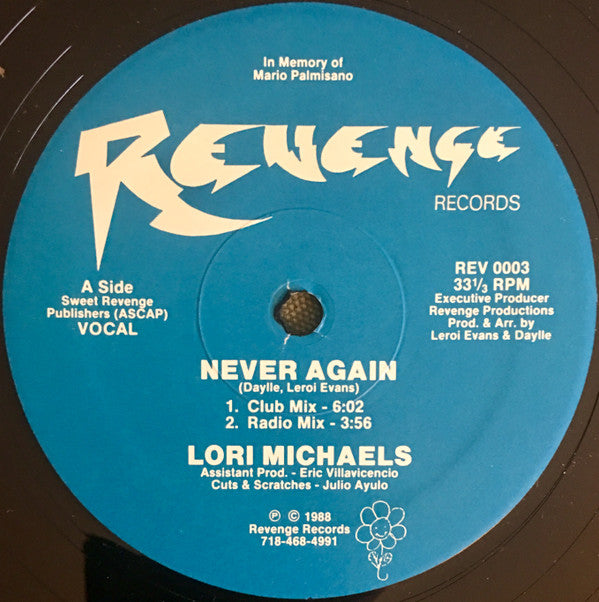 In Memory of
Mario Palmisano
REVENGE
RECORDS
A Side
Sweet Revenge
Publishers (ASCAP)
VOCAL
REV 0003
33 1/3 RPM
Executive Producer
Revenge Productions
Prod. & Arr. by
Leroi Evans & Daylle
NEVER AGAIN
(Daylle, Leroi Evans)
1. Club Mix - 6:02
2. Radio Mix - 3:56
LORI MICHAELS
Assistant Prod. - Eric Villavicencio
Cuts & Scratches - Julio Ayulo
℗ © 1988
Revenge Records
718-468-4991